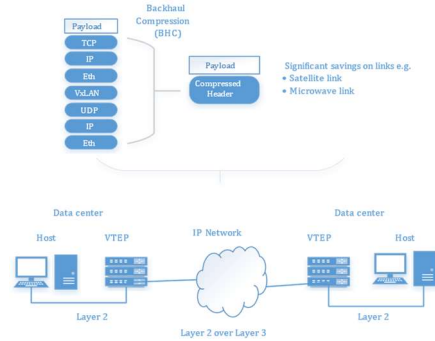 Backhaul
Compression
(BHC)
Payload
TCP
IP
Eth
VxLAN
UDP
IP
Eth
Payload
Compressed
Header
Significant savings on links e.g.
• Satellite link
• Microwave link
Data center
Data center
Host
VTEP
IP Network
VTEP
Host
Layer 2
Layer 2
Layer 2 over Layer 3